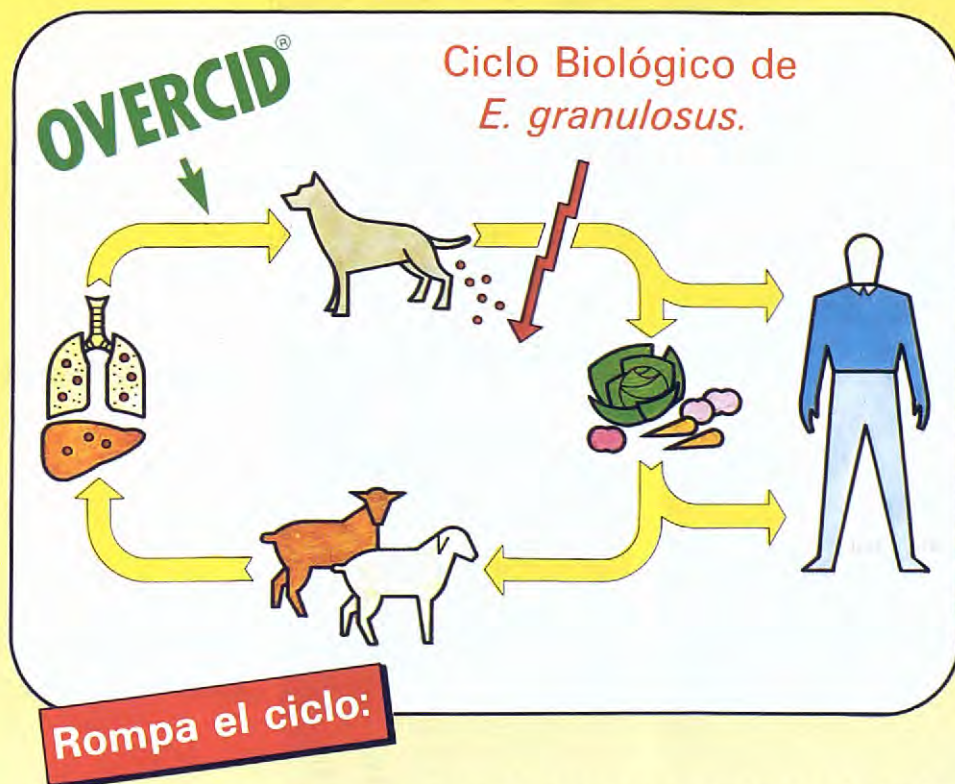 OVERCID®
Ciclo Biológico de
E. granulosus.
Rompa el ciclo: